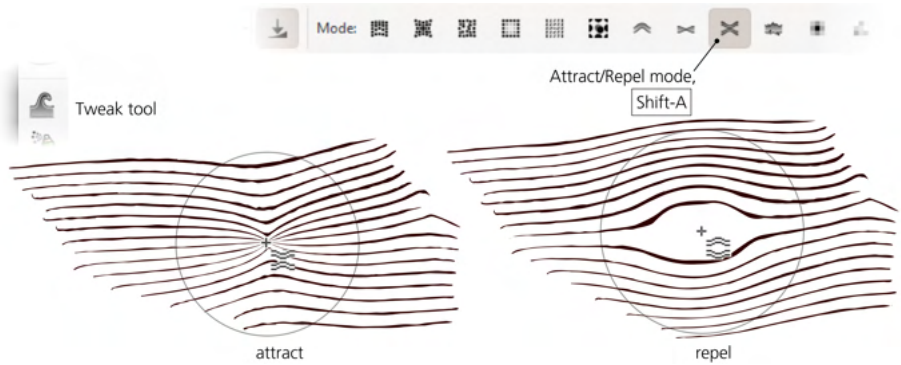 Mode:
Attract/Repel mode,
Shift-A
Tweak tool
attract
repel